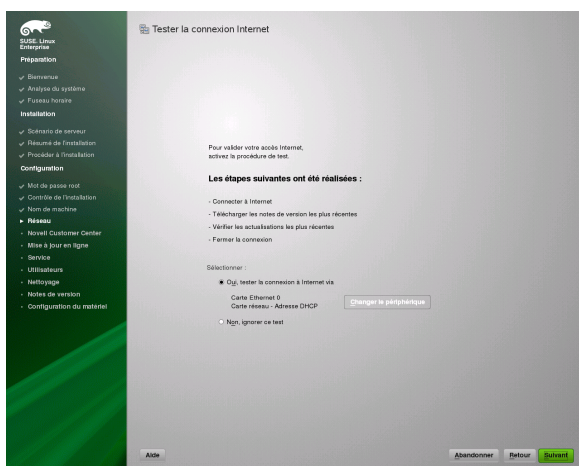 SUSE. Linux
Enterprise
Préparation
Bienvenue
Analyse du système
Fuseau horaire
Installation
Scénario de serveur
Résumé de l'installation
Procéder à l'installation
Configuration
Mot de passe root
Contrôle de l'installation
Nom de machine
Réseau
Novell Customer Center
Mise à jour en ligne
Service
Utilisateurs
Nettoyage
Notes de version
Configuration du matériel
Tester la connexion Internet
Pour valider votre accès Internet,
activez la procédure de test.
Les étapes suivantes ont été réalisées :
- Connecter à Internet
- Télécharger les notes de version les plus récentes
- Vérifier les actualisations les plus récentes
- Fermer la connexion
Sélectionner :
Oui, tester la connexion à Internet via
Carte Ethernet 0
Carte réseau - Adresse DHCP
Changer le périphérique
Non, ignorer ce test
Aide
Abandonner
Retour
Suivant